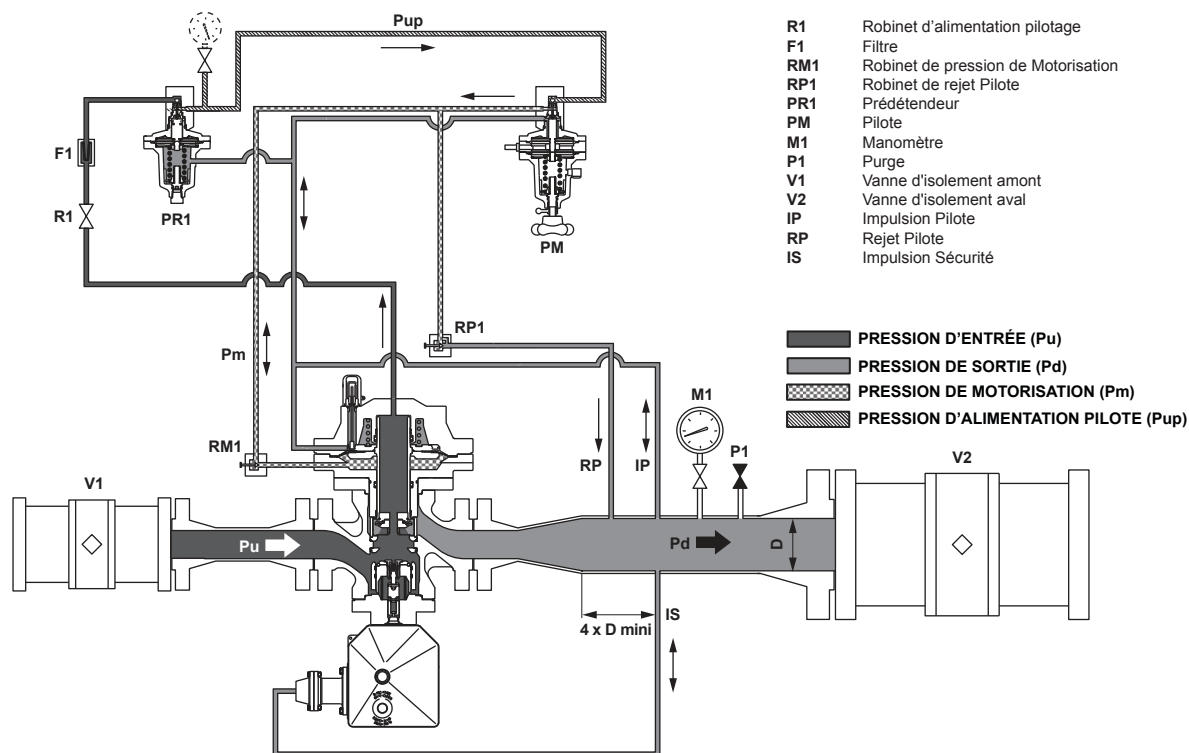 Pup
R1 Robinet d’alimentation pilotage
F1 Filtre
RM1 Robinet de pression de Motorisation
RP1 Robinet de rejet Pilote
PR1 Prédétendeur
PM Pilote
M1 Manomètre
P1 Purge
V1 Vanne d'isolement amont
V2 Vanne d'isolement aval
IP Impulsion Pilote
RP Rejet Pilote
IS Impulsion Sécurité
F1
R1
PR1
PM
RP1
Pm
PRESSION D’ENTRÉE (Pu)
PRESSION DE SORTIE (Pd)
PRESSION DE MOTORISATION (Pm)
PRESSION D’ALIMENTATION PILOTE (Pup)
M1
RM1
RP
IP
P1
V2
V1
Pu
Pd
D
4 x D mini
IS